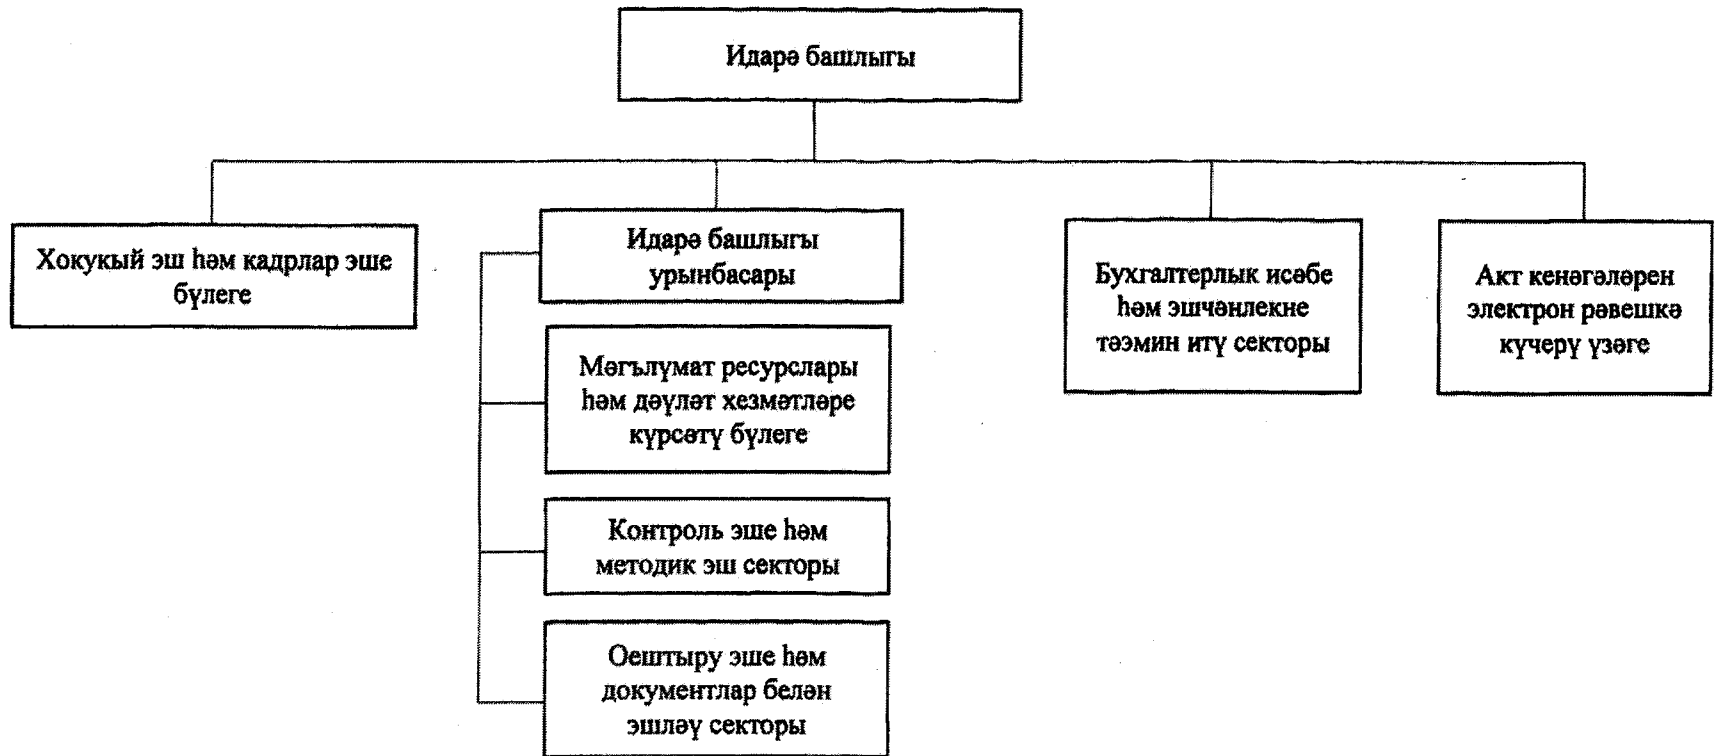 Идарә башлыгы
Хокукый эш һәм кадрлар эше
бүлеге
Идарә башлыгы
урынбасары
Мәгълүмат ресурслары
һәм дәүләт хезмәтләре
күрсәтү бүлеге
Контроль эше һәм
методик эш секторы
Оештыру эше һәм
документлар белән
эшләү секторы
Бухгалтерлык исәбе
һәм эшчәнлекне
тәэмин итү секторы
Акт кенәгәләрен
электрон рәвешкә
күчерү үзәге